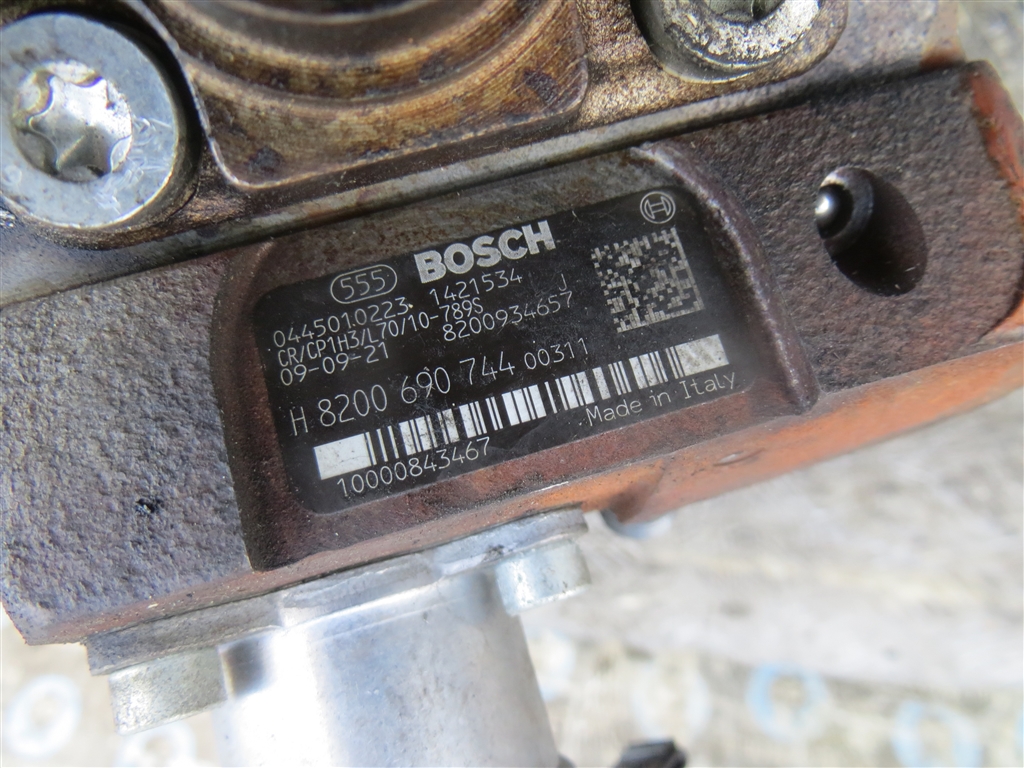 555 BOSCH
0445010223 1421534 J
CR/CP1H3/L70/10-789S
09-09-21 8200934657
H 8200 690 744 00311
10000843467 Made in Italy